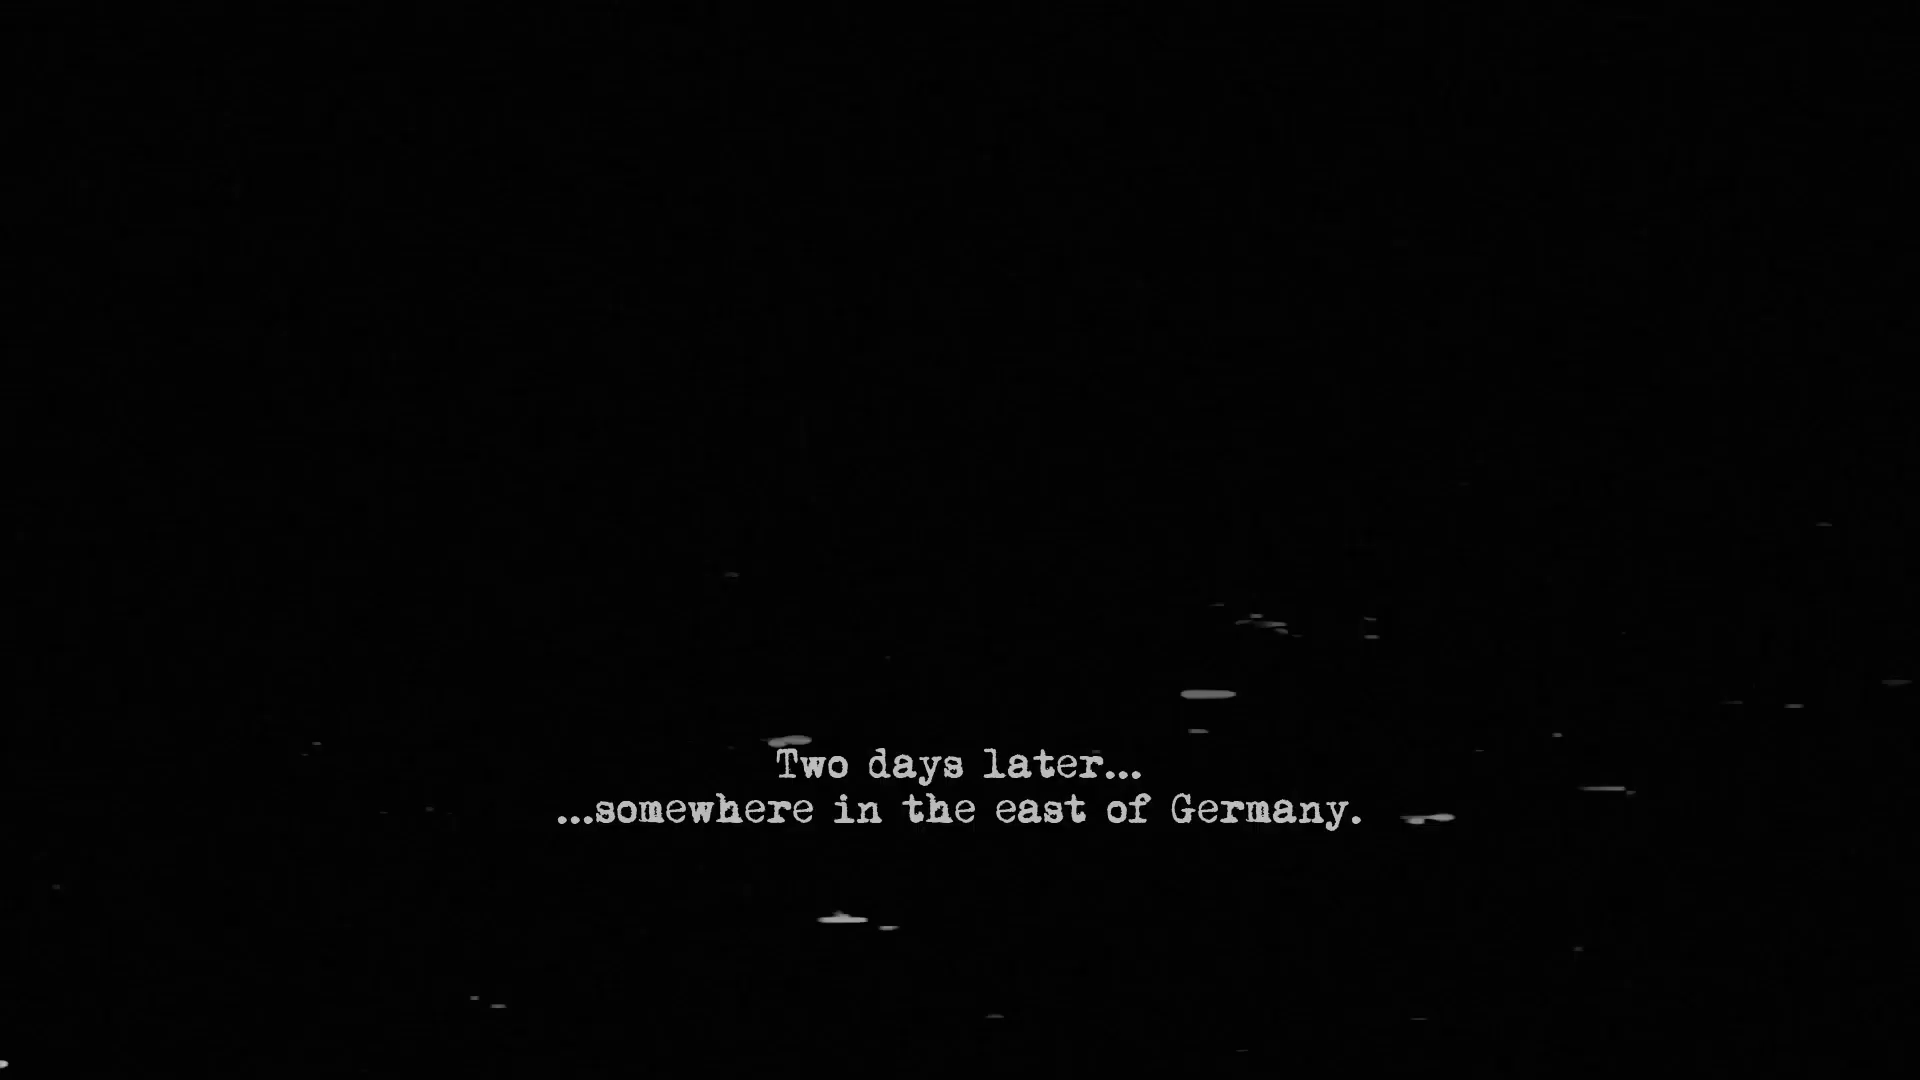 Two days later...
...somewhere in the east of Germany.